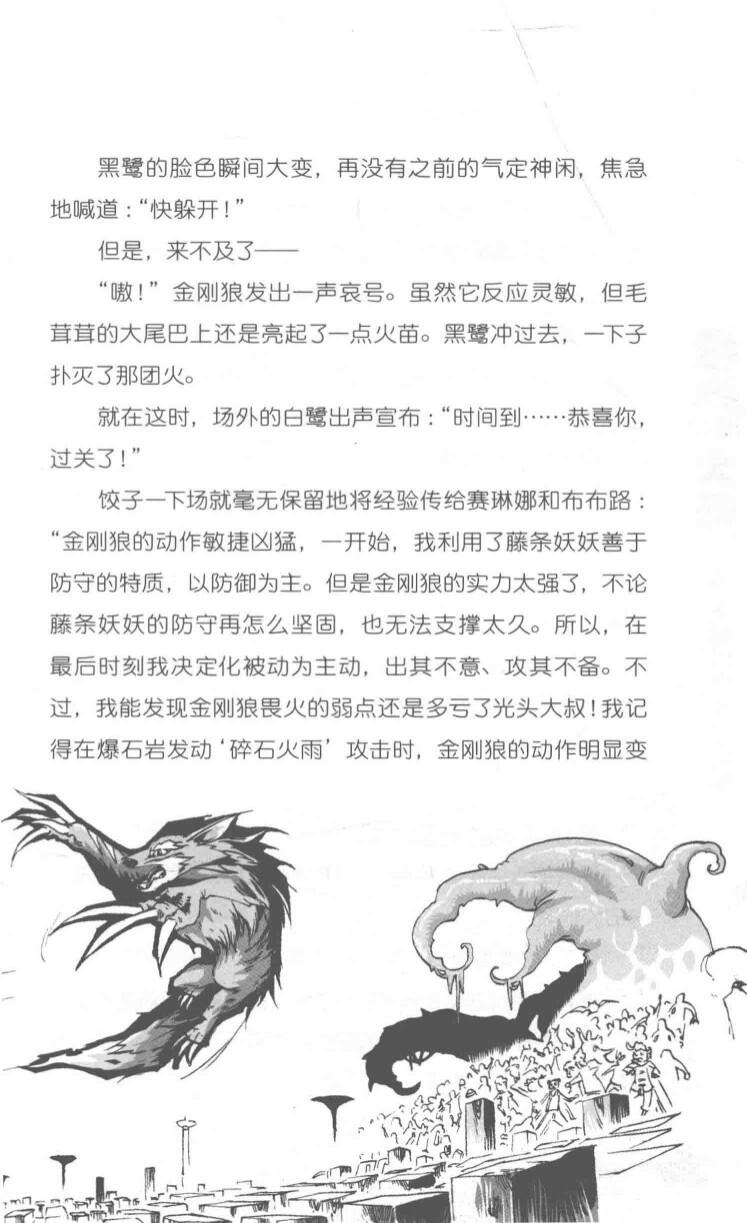 黑鹭的脸色瞬间大变，再没有之前的气定神闲，焦急
地喊道：“快躲开！”
但是，来不及了——
“嗷！”金刚狼发出一声哀号。虽然它反应灵敏，但毛
茸茸的大尾巴上还是亮起了一点火苗。黑鹭冲过去，一下子
扑灭了那团火。
就在这时，场外的白鹭出声宣布：“时间到……恭喜你，
过关了！”
饺子一下场就毫无保留地将经验传给赛琳娜和布布路：
“金刚狼的动作敏捷凶猛，一开始，我利用了藤条妖妖善于
防守的特质，以防御为主。但是金刚狼的实力太强了，不论
藤条妖妖的防守再怎么坚固，也无法支撑太久。所以，在
最后时刻我决定化被动为主动，出其不意、攻其不备。不
过，我能发现金刚狼畏火的弱点还是多亏了光头大叔！我记
得在爆石岩发动‘碎石火雨’攻击时，金刚狼的动作明显变